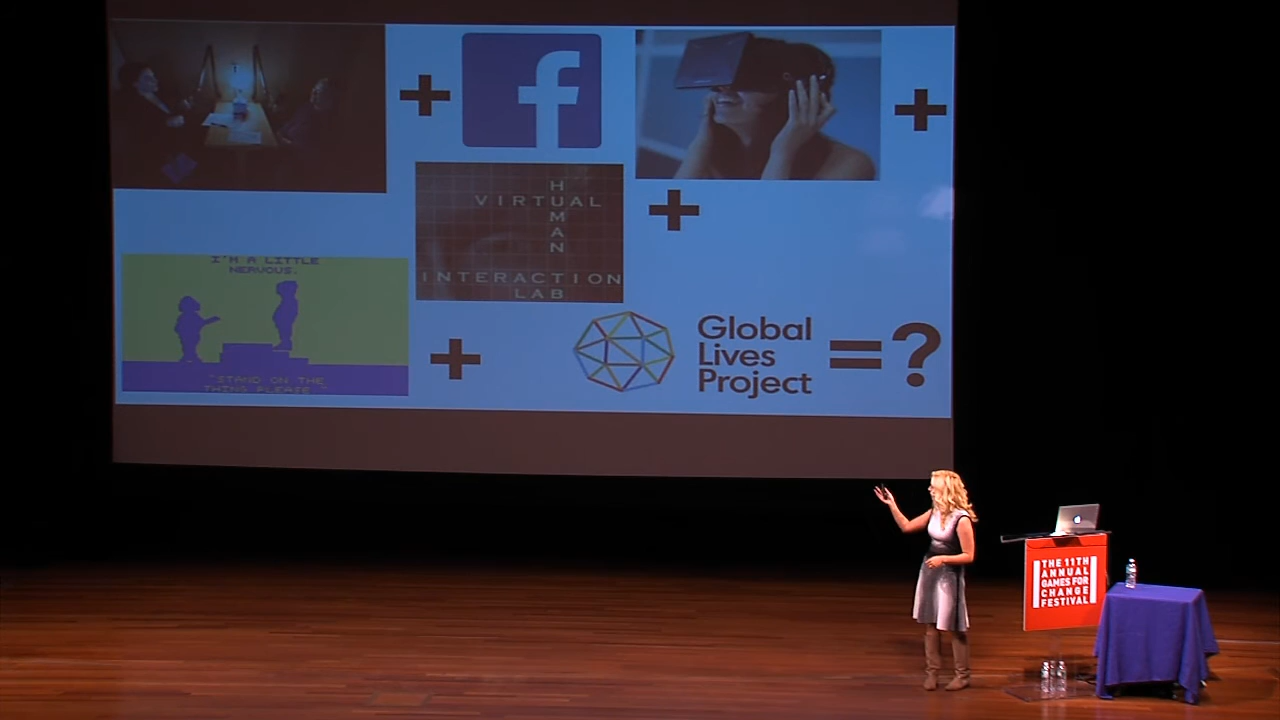 +
f
+
VIRTUAL
HUMAN
INTERACTION
LAB
+
I'M A LITTLE
NERVOUS.
"STAND ON THE
THING PLEASE."
+
Global
Lives
Project
=?
THE 11TH
ANNUAL
GAMES FOR
CHANGE
FESTIVAL